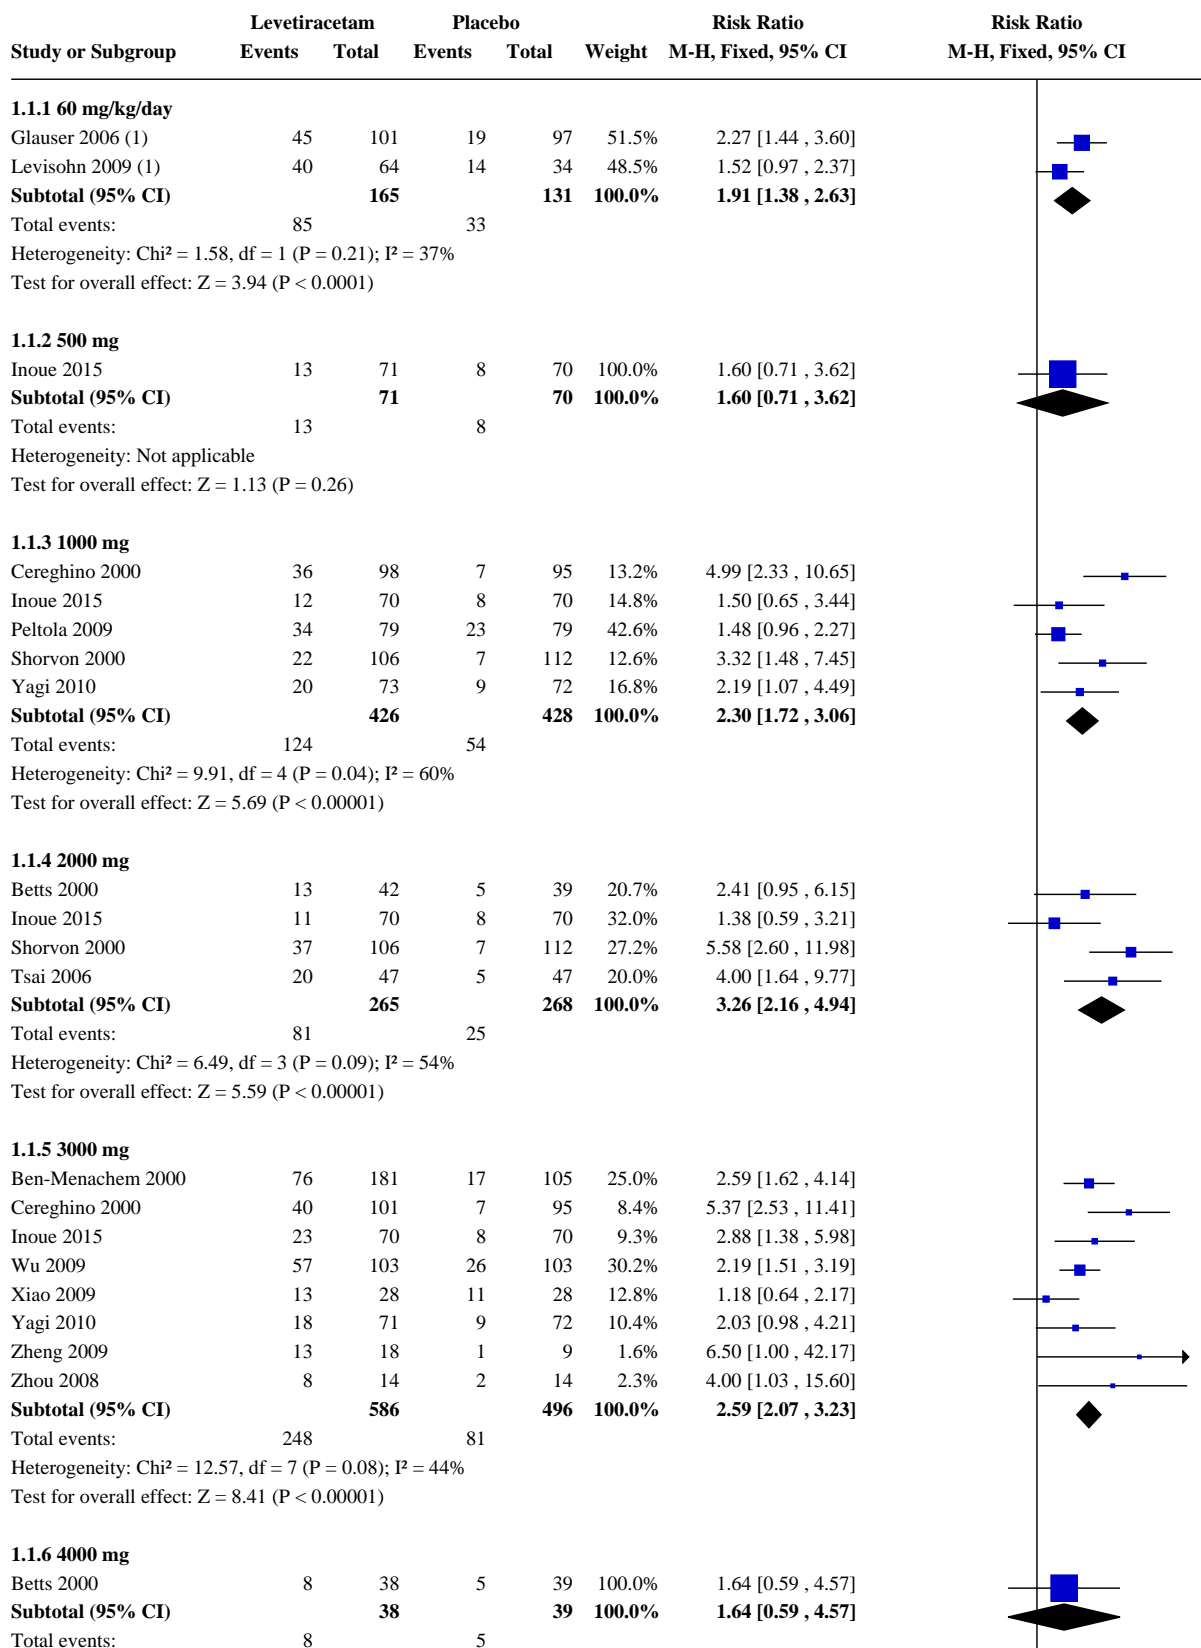 Levetiracetam Placebo Risk Ratio Risk Ratio
Study or Subgroup Events Total Events Total Weight M-H, Fixed, 95% CI M-H, Fixed, 95% CI
1.1.1 60 mg/kg/day
Glauser 2006 (1) 45 101 19 97 51.5% 2.27 [1.44 , 3.60]
Levisohn 2009 (1) 40 64 14 34 48.5% 1.52 [0.97 , 2.37]
Subtotal (95% CI) 165 131 100.0% 1.91 [1.38 , 2.63]
Total events: 85 33
Heterogeneity: Chi² = 1.58, df = 1 (P = 0.21); I² = 37%
Test for overall effect: Z = 3.94 (P < 0.0001)
1.1.2 500 mg
Inoue 2015 13 71 8 70 100.0% 1.60 [0.71 , 3.62]
Subtotal (95% CI) 71 70 100.0% 1.60 [0.71 , 3.62]
Total events: 13 8
Heterogeneity: Not applicable
Test for overall effect: Z = 1.13 (P = 0.26)
1.1.3 1000 mg
Cereghino 2000 36 98 7 95 13.2% 4.99 [2.33 , 10.65]
Inoue 2015 12 70 8 70 14.8% 1.50 [0.65 , 3.44]
Peltola 2009 34 79 23 79 42.6% 1.48 [0.96 , 2.27]
Shorvon 2000 22 106 7 112 12.6% 3.32 [1.48 , 7.45]
Yagi 2010 20 73 9 72 16.8% 2.19 [1.07 , 4.49]
Subtotal (95% CI) 426 428 100.0% 2.30 [1.72 , 3.06]
Total events: 124 54
Heterogeneity: Chi² = 9.91, df = 4 (P = 0.04); I² = 60%
Test for overall effect: Z = 5.69 (P < 0.00001)
1.1.4 2000 mg
Betts 2000 13 42 5 39 20.7% 2.41 [0.95 , 6.15]
Inoue 2015 11 70 8 70 32.0% 1.38 [0.59 , 3.21]
Shorvon 2000 37 106 7 112 27.2% 5.58 [2.60 , 11.98]
Tsai 2006 20 47 5 47 20.0% 4.00 [1.64 , 9.77]
Subtotal (95% CI) 265 268 100.0% 3.26 [2.16 , 4.94]
Total events: 81 25
Heterogeneity: Chi² = 6.49, df = 3 (P = 0.09); I² = 54%
Test for overall effect: Z = 5.59 (P < 0.00001)
1.1.5 3000 mg
Ben-Menachem 2000 76 181 17 105 25.0% 2.59 [1.62 , 4.14]
Cereghino 2000 40 101 7 95 8.4% 5.37 [2.53 , 11.41]
Inoue 2015 23 70 8 70 9.3% 2.88 [1.38 , 5.98]
Wu 2009 57 103 26 103 30.2% 2.19 [1.51 , 3.19]
Xiao 2009 13 28 11 28 12.8% 1.18 [0.64 , 2.17]
Yagi 2010 18 71 9 72 10.4% 2.03 [0.98 , 4.21]
Zheng 2009 13 18 1 9 1.6% 6.50 [1.00 , 42.17]
Zhou 2008 8 14 2 14 2.3% 4.00 [1.03 , 15.60]
Subtotal (95% CI) 586 496 100.0% 2.59 [2.07 , 3.23]
Total events: 248 81
Heterogeneity: Chi² = 12.57, df = 7 (P = 0.08); I² = 44%
Test for overall effect: Z = 8.41 (P < 0.00001)
1.1.6 4000 mg
Betts 2000 8 38 5 39 100.0% 1.64 [0.59 , 4.57]
Subtotal (95% CI) 38 39 100.0% 1.64 [0.59 , 4.57]
Total events: 8 5